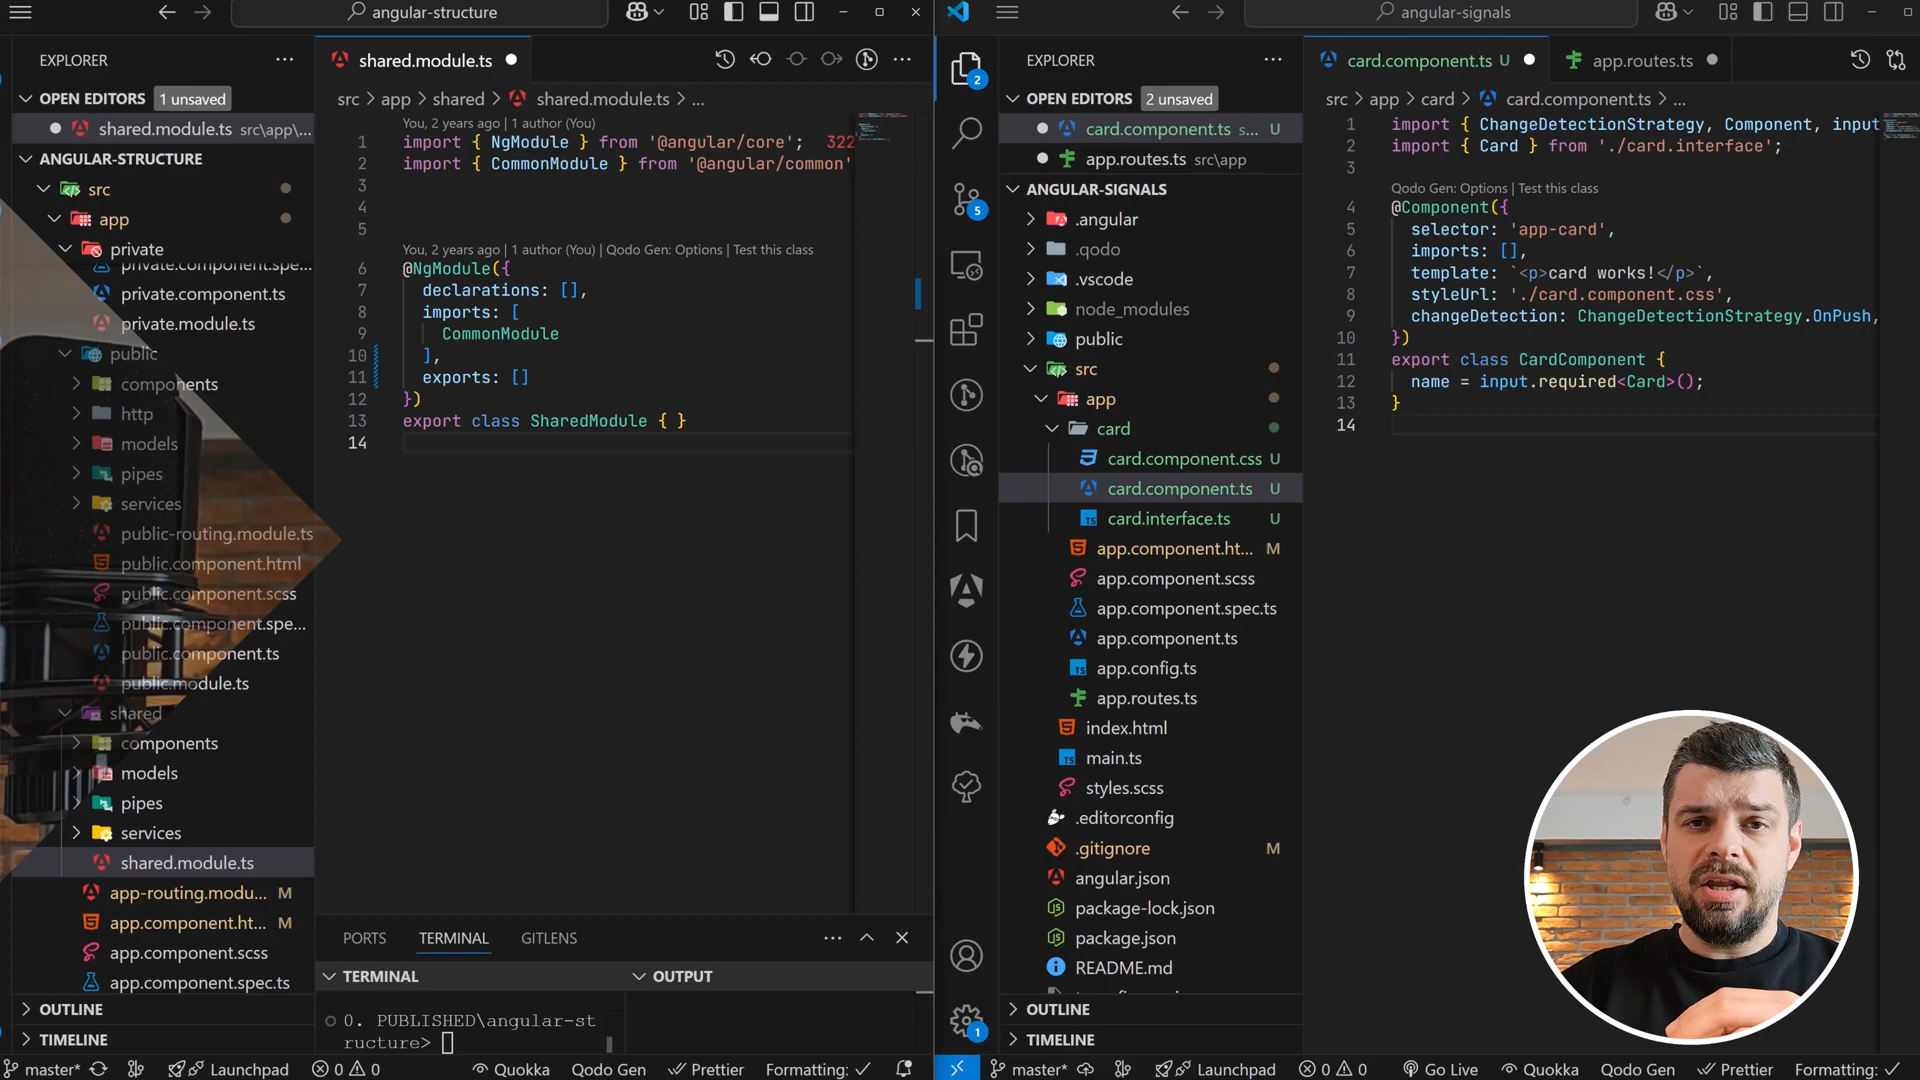 angular-structure
EXPLORER
OPEN EDITORS 1 unsaved
shared.module.ts src\app\...
ANGULAR-STRUCTURE
src
app
private
private.component.spe...
private.component.ts
private.module.ts
public
components
http
models
pipes
services
public-routing.module.ts
public.component.html
public.component.scss
public.component.spe...
public.component.ts
public.module.ts
shared
components
models
pipes
services
shared.module.ts
app-routing.modu... M
app.component.ht... M
app.component.scss
app.component.spec.ts
OUTLINE
TIMELINE
shared.module.ts
src > app > shared > shared.module.ts > ...
You, 2 years ago | 1 author (You)
1 import { NgModule } from '@angular/core'; 322
2 import { CommonModule } from '@angular/common'
3
4
5
You, 2 years ago | 1 author (You) | Qodo Gen: Options | Test this class
6 @NgModule({
7 declarations: [],
8 imports: [
9 CommonModule
10 ],
11 exports: []
12 })
13 export class SharedModule { }
14
PORTS TERMINAL GITLENS
TERMINAL OUTPUT
0. PUBLISHED\angular-st
ructure>
master* Launchpad 0 0 Quokka Qodo Gen Prettier Formatting: ✓
angular-signals
2
5
1
EXPLORER
OPEN EDITORS 2 unsaved
card.component.ts s... U
app.routes.ts src\app
ANGULAR-SIGNALS
.angular
.qodo
.vscode
node_modules
public
src
app
card
card.component.css U
card.component.ts U
card.interface.ts U
app.component.ht... M
app.component.scss
app.component.spec.ts
app.component.ts
app.config.ts
app.routes.ts
index.html
main.ts
styles.scss
.editorconfig
.gitignore M
angular.json
package-lock.json
package.json
README.md
OUTLINE
TIMELINE
card.component.ts U app.routes.ts
src > app > card > card.component.ts > ...
1 import { ChangeDetectionStrategy, Component, input
2 import { Card } from './card.interface';
3
Qodo Gen: Options | Test this class
4 @Component({
5 selector: 'app-card',
6 imports: [],
7 template: `<p>card works!</p>`,
8 styleUrl: './card.component.css',
9 changeDetection: ChangeDetectionStrategy.OnPush,
10 })
11 export class CardComponent {
12 name = input.required<Card>();
13 }
14
master* Launchpad 0 0 Go Live Quokka Qodo Gen Prettier Formatting: ✓